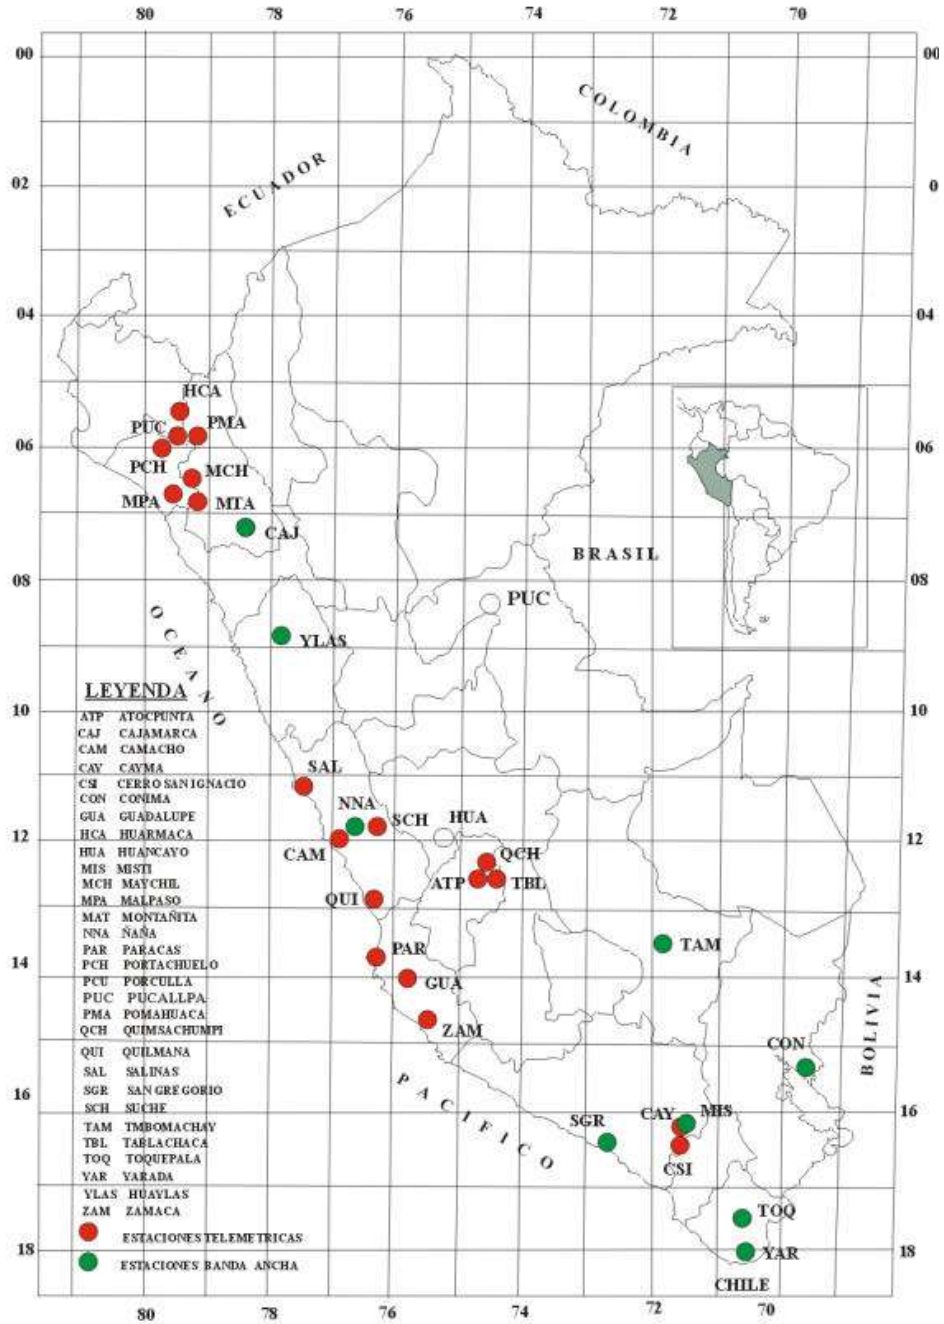 80 78 76 74 72 70
00 00
COLOMBIA
ECUADOR
02 0
04 04
HCA
PUC PMA
06 06
PCH MCH
MPA MTA
CAJ
BRASIL
08 08
PUC
OCEANO
YLAS
LEYENDA
10 10
ATP ATOCPUNTA
CAJ CAJAMARCA
CAM CAMACHO
CAY CAYMA
CSI CERRO SAN IGNACIO
CON CONIMA
GUA GUADALUPE
HCA HUARMACA
HUA HUANCAYO
MIS MISTI
MCH MAYCHIL
MPA MALPASO
MAT MONTAÑITA
NNA ÑAÑA
PAR PARACAS
PCH PORTACHUELO
PCU PORCULLA
PUC PUCALLPA
PMA POMAHUACA
QCH QUIMSACHUMPI
QUI QUILMANA
SAL SALINAS
SGR SAN GREGORIO
SCH SUCHE
TAM TMBOMACHAY
TBL TABLACHACA
TOQ TOQUEPALA
YAR YARADA
YLAS HUAYLAS
ZAM ZAMACA
ESTACIONES TELEMETRICAS
ESTACIONES BANDA ANCHA
SAL
NNA
SCH HUA
12 12
CAM QCH
ATP TBL
QUI
PAR TAM
14 14
GUA
ZAM
BOLIVIA
CON
PACIFICO
16 16
SGR CAY MIS
CSI
TOQ
18 18
YAR
CHILE
80 78 76 74 72 70